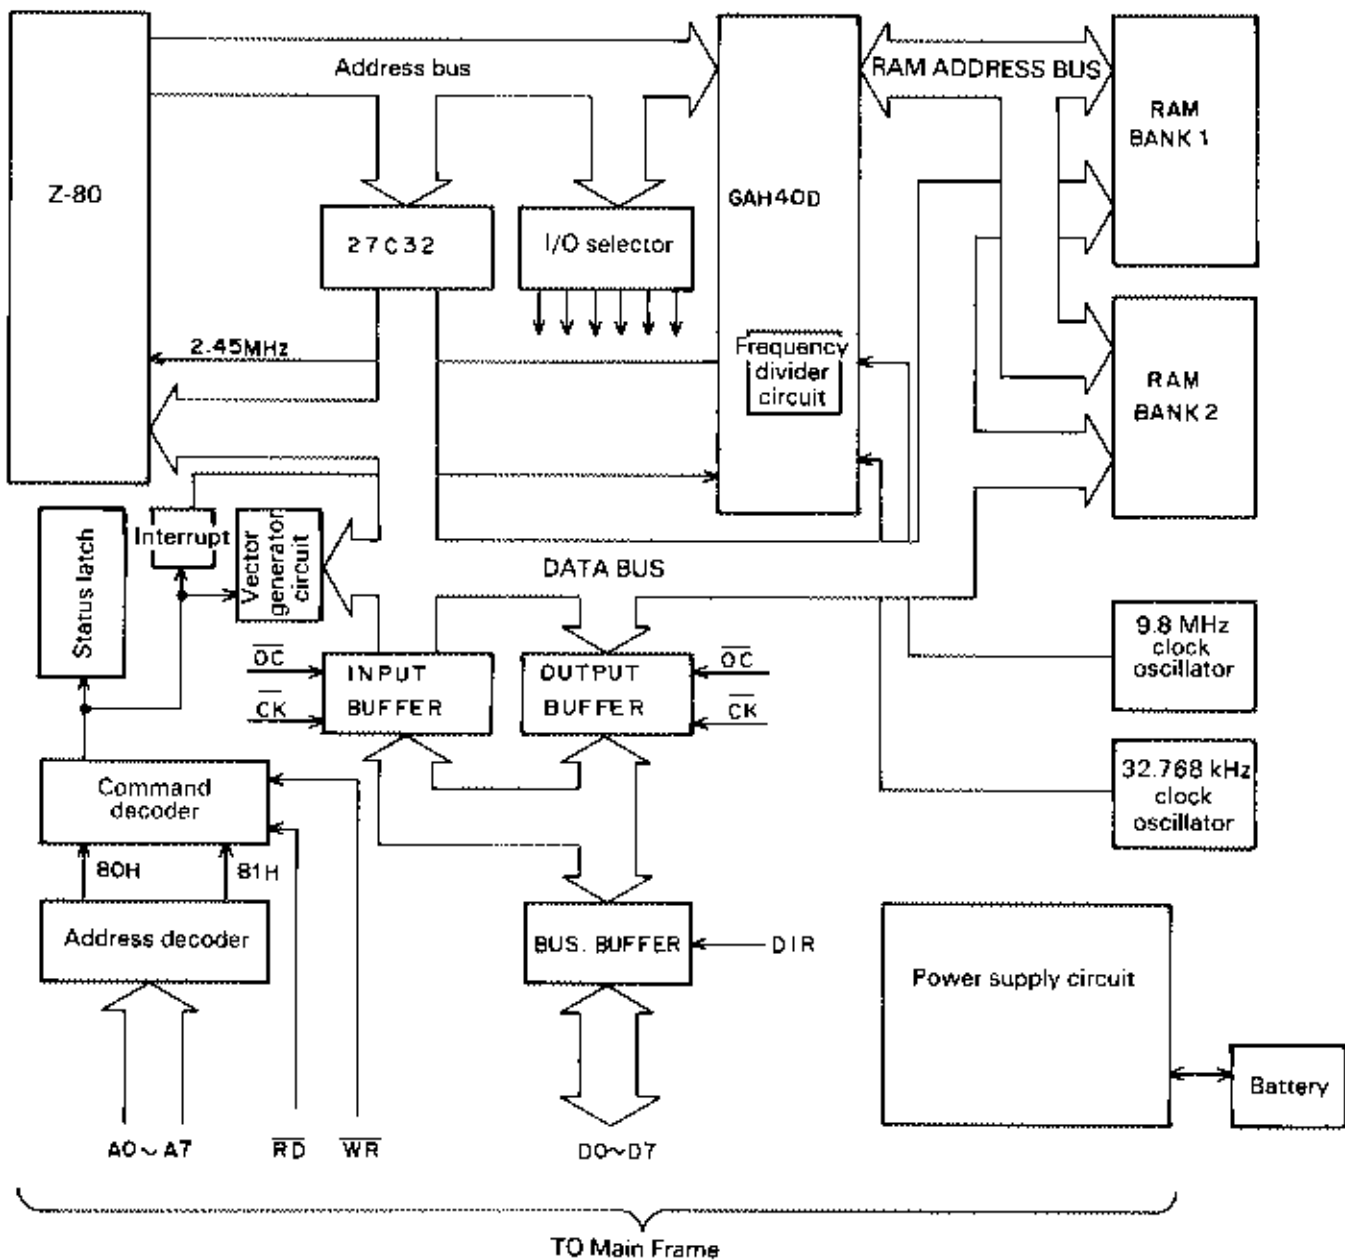 Address bus
RAM ADDRESS BUS
RAM
BANK 1
Z-80
GAH40D
27C32
I/O selector
2.45MHz
Frequency
divider
circuit
RAM
BANK 2
Status latch
Interrupt
Vector
generator
circuit
DATA BUS
OC
CK
INPUT
BUFFER
OUTPUT
BUFFER
OC
CK
9.8 MHz
clock
oscillator
32.768 kHz
clock
oscillator
Command
decoder
80H
81H
Address decoder
BUS. BUFFER
DIR
Power supply circuit
Battery
A0~A7
RD
WR
D0~D7
TO Main Frame